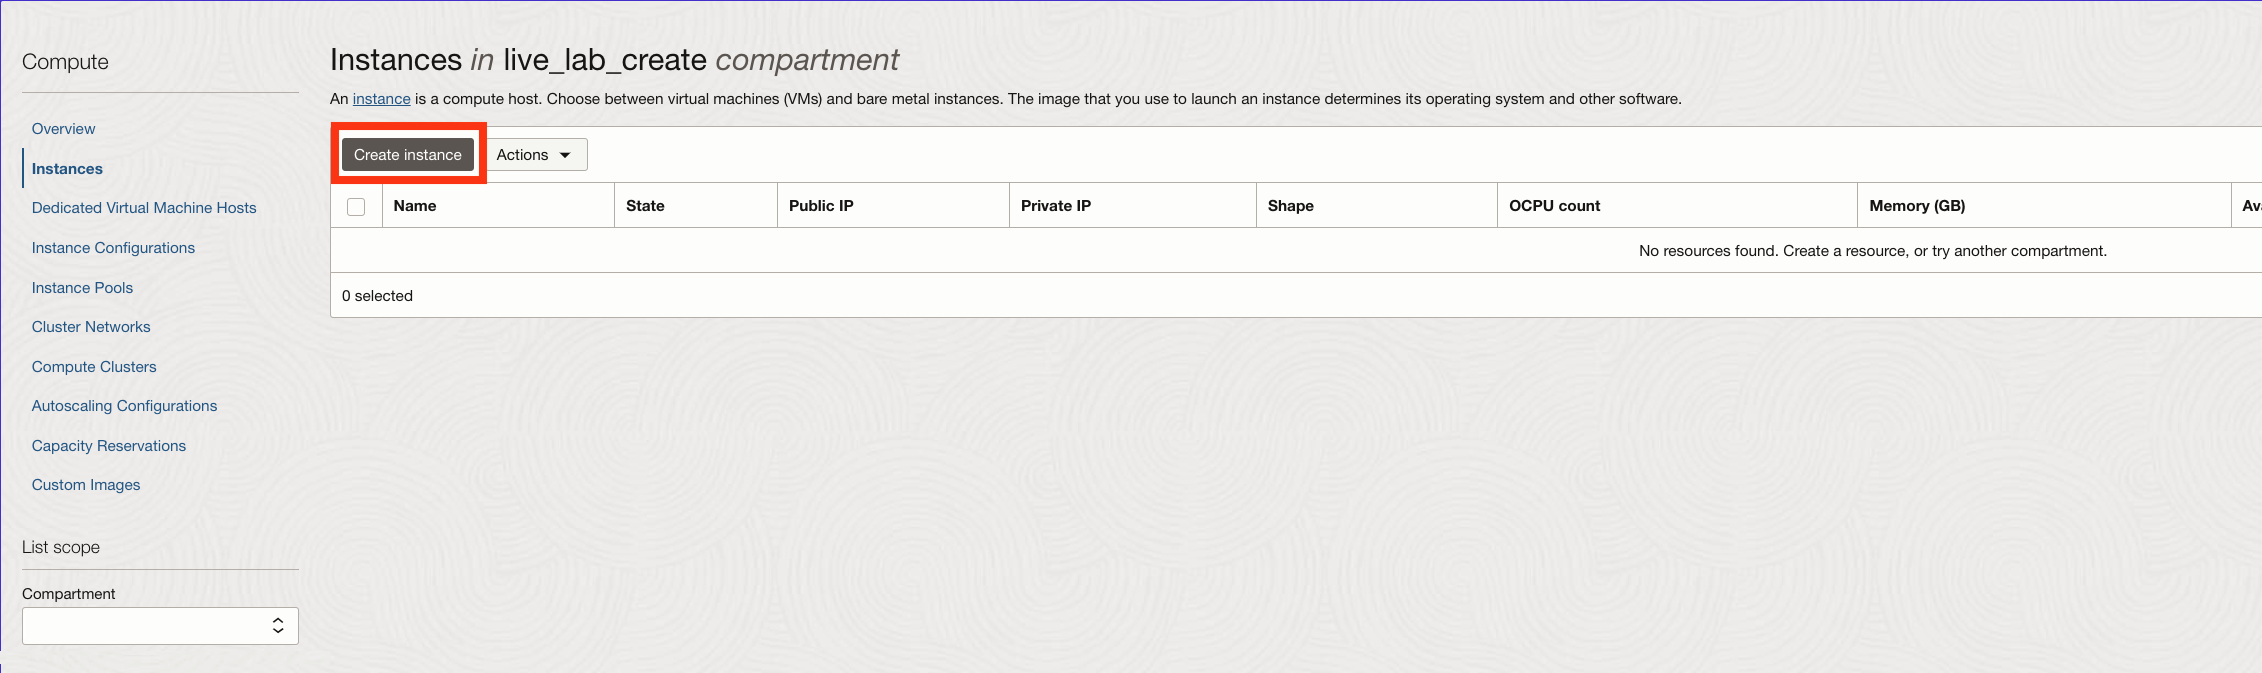 Compute
Overview
Instances
Dedicated Virtual Machine Hosts
Instance Configurations
Instance Pools
Cluster Networks
Compute Clusters
Autoscaling Configurations
Capacity Reservations
Custom Images
List scope
Compartment
Instances in live_lab_create compartment
An instance is a compute host. Choose between virtual machines (VMs) and bare metal instances. The image that you use to launch an instance determines its operating system and other software.
Create instance Actions
Name State Public IP Private IP Shape OCPU count Memory (GB)
No resources found. Create a resource, or try another compartment.
0 selected